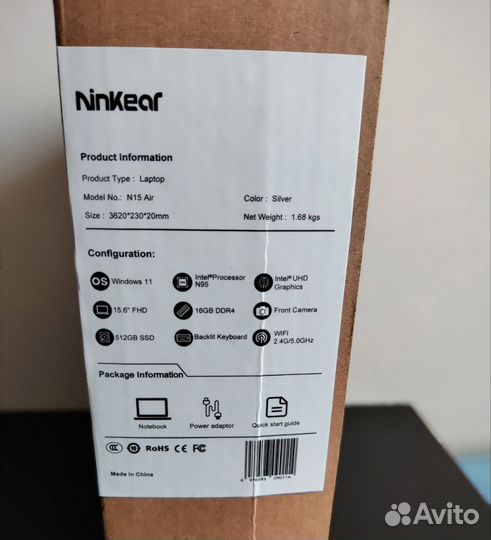 NinKear
Product Information
Product Type : Laptop
Model No.: N15 Air
Color : Silver
Size : 3620*230*20mm
Net Weight : 1.68 kgs
Configuration:
OS Windows 11
Intel®Processor
N95
Intel®UHD
Graphics
15.6" FHD
16GB DDR4
Front Camera
512GB SSD
Backlit Keyboard
WIFI
2.4G/5.0GHz
Package Information
Notebook
Power adaptor
Quick start guide
CCC RoHS CE FC
Made in China
Avito